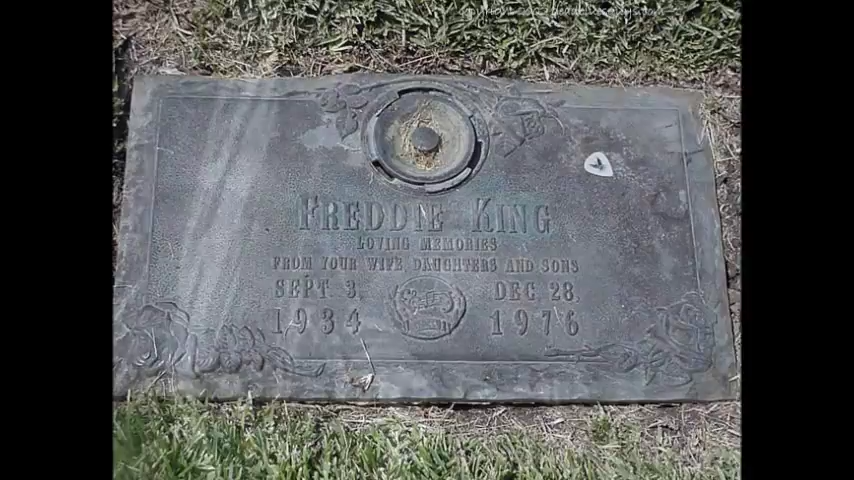 FREDDIE KING
LOVING MEMORIES
FROM YOUR WIFE DAUGHTERS AND SONS
SEPT 3 DEC 28
1934 1976